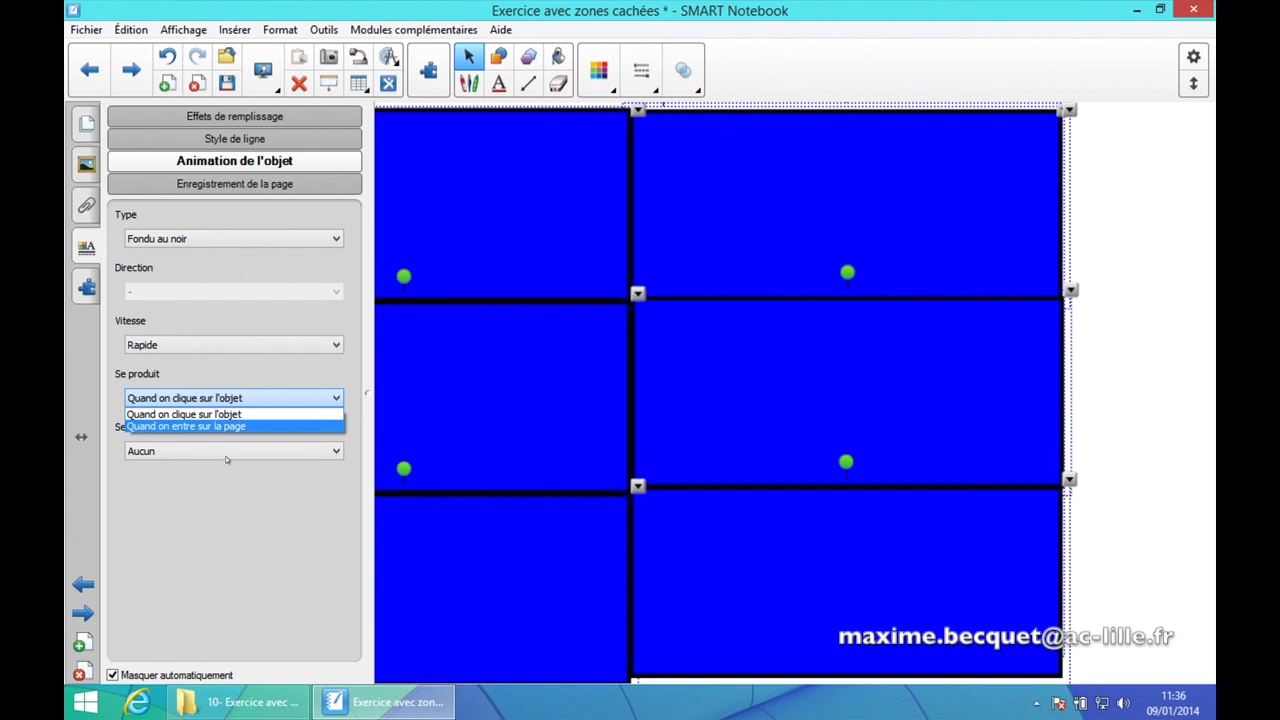 Exercice avec zones cachées * - SMART Notebook
Fichier Édition Affichage Insérer Format Outils Modules complémentaires Aide
Effets de remplissage
Style de ligne
Animation de l'objet
Enregistrement de la page
Type
Fondu au noir
Direction
-
Vitesse
Rapide
Se produit
Quand on clique sur l'objet
Quand on clique sur l'objet
Quand on entre sur la page
Se
Aucun
Masquer automatiquement
maxime.becquet@ac-lille.fr
10- Exercice avec ...
Exercice avec zon...
11:36
09/01/2014